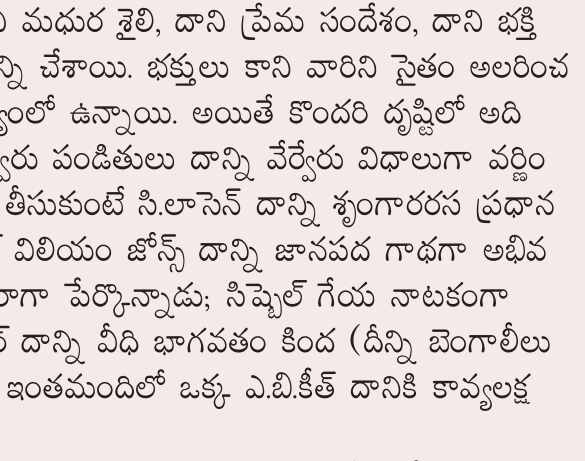 మధుర శైలి, దాని ప్రేమ సందేశం, దాని భక్తి
చేశాయి. భక్తులు కాని వారిని సైతం అలరించ
ఉన్నాయి. అయితే కొందరి దృష్టిలో అది
పండితులు దాన్ని వేర్వేరు విధాలుగా వర్ణిం
తీసుకుంటే సి.లాసెన్ దాన్ని శృంగారరస ప్రధాన
విలియం జోన్స్ దాన్ని జానపద గాథగా అభివ
పేర్కొన్నాడు; సిష్చెల్ గేయ నాటకంగా
దాన్ని వీధి భాగవతం కింద (దీన్ని బెంగాలీలు
ఇంతమందిలో ఒక్క ఎ.బి.కీత్ దానికి కావ్యలక్ష